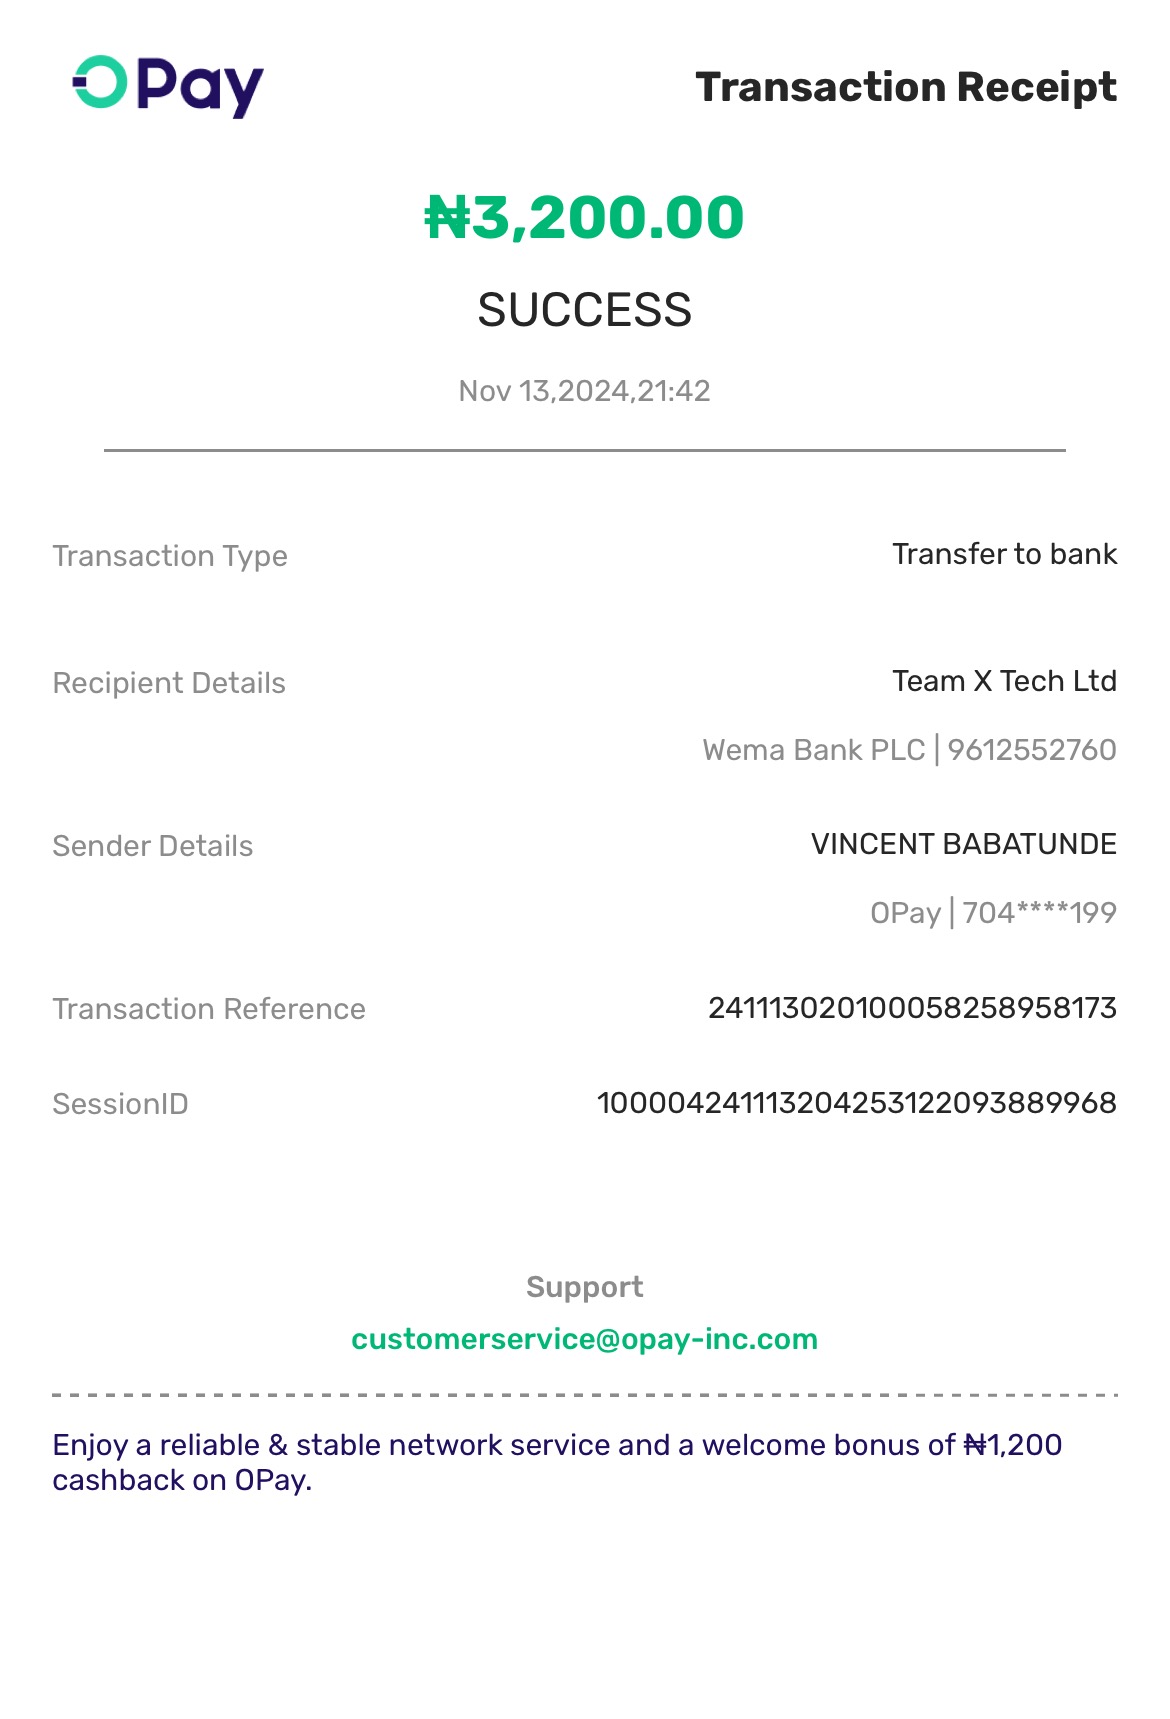 OPay
Transaction Receipt
₦3,200.00
SUCCESS
Nov 13,2024,21:42
Transaction Type
Transfer to bank
Recipient Details
Team X Tech Ltd
Wema Bank PLC | 9612552760
Sender Details
VINCENT BABATUNDE
OPay | 704****199
Transaction Reference
241113020100058258958173
SessionID
100004241113204253122093889968
Support
customerservice@opay-inc.com
Enjoy a reliable & stable network service and a welcome bonus of ₦1,200
cashback on OPay.